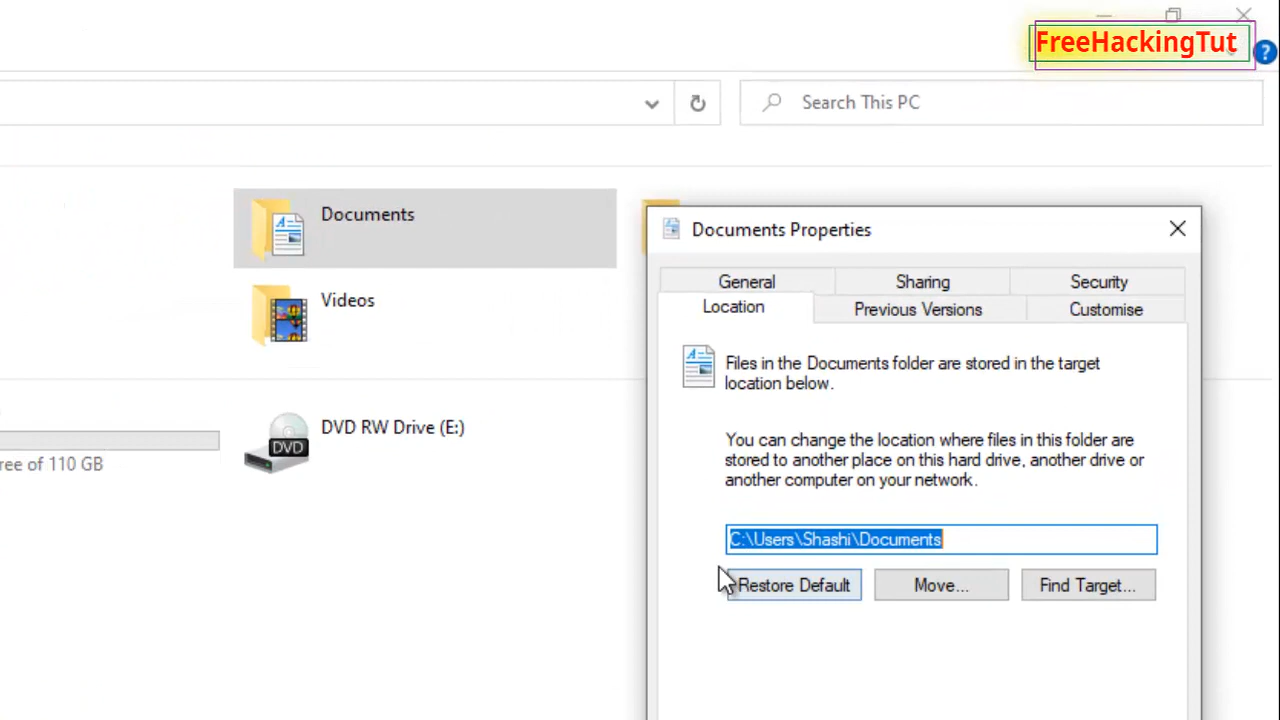 FreeHackingTut
Search This PC
Documents
Videos
DVD RW Drive (E:)
DVD
ree of 110 GB
Documents Properties
General
Sharing
Security
Location
Previous Versions
Customise
Files in the Documents folder are stored in the target
location below.
You can change the location where files in this folder are
stored to another place on this hard drive, another drive or
another computer on your network.
C:\Users\Shashi\Documents
Restore Default
Move...
Find Target...